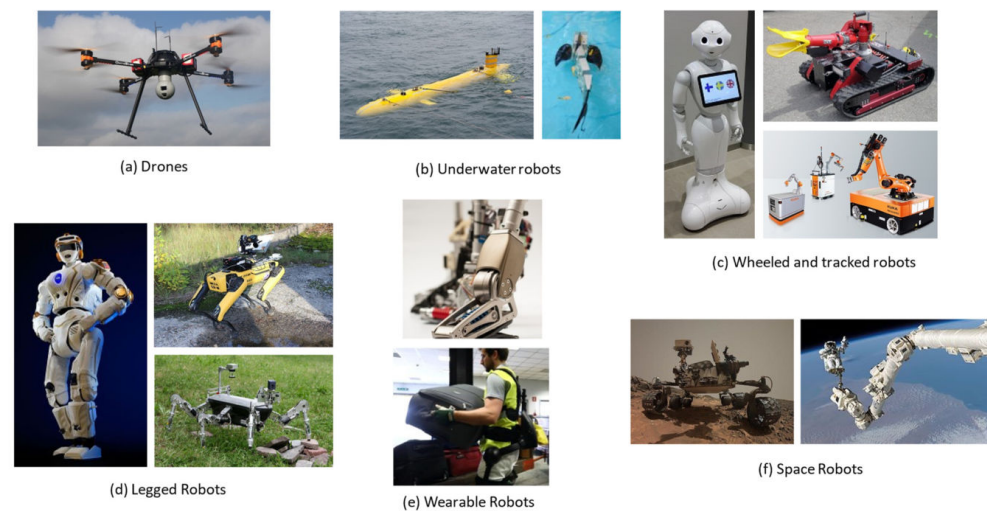 (a) Drones
(b) Underwater robots
(c) Wheeled and tracked robots
(d) Legged Robots
(e) Wearable Robots
(f) Space Robots